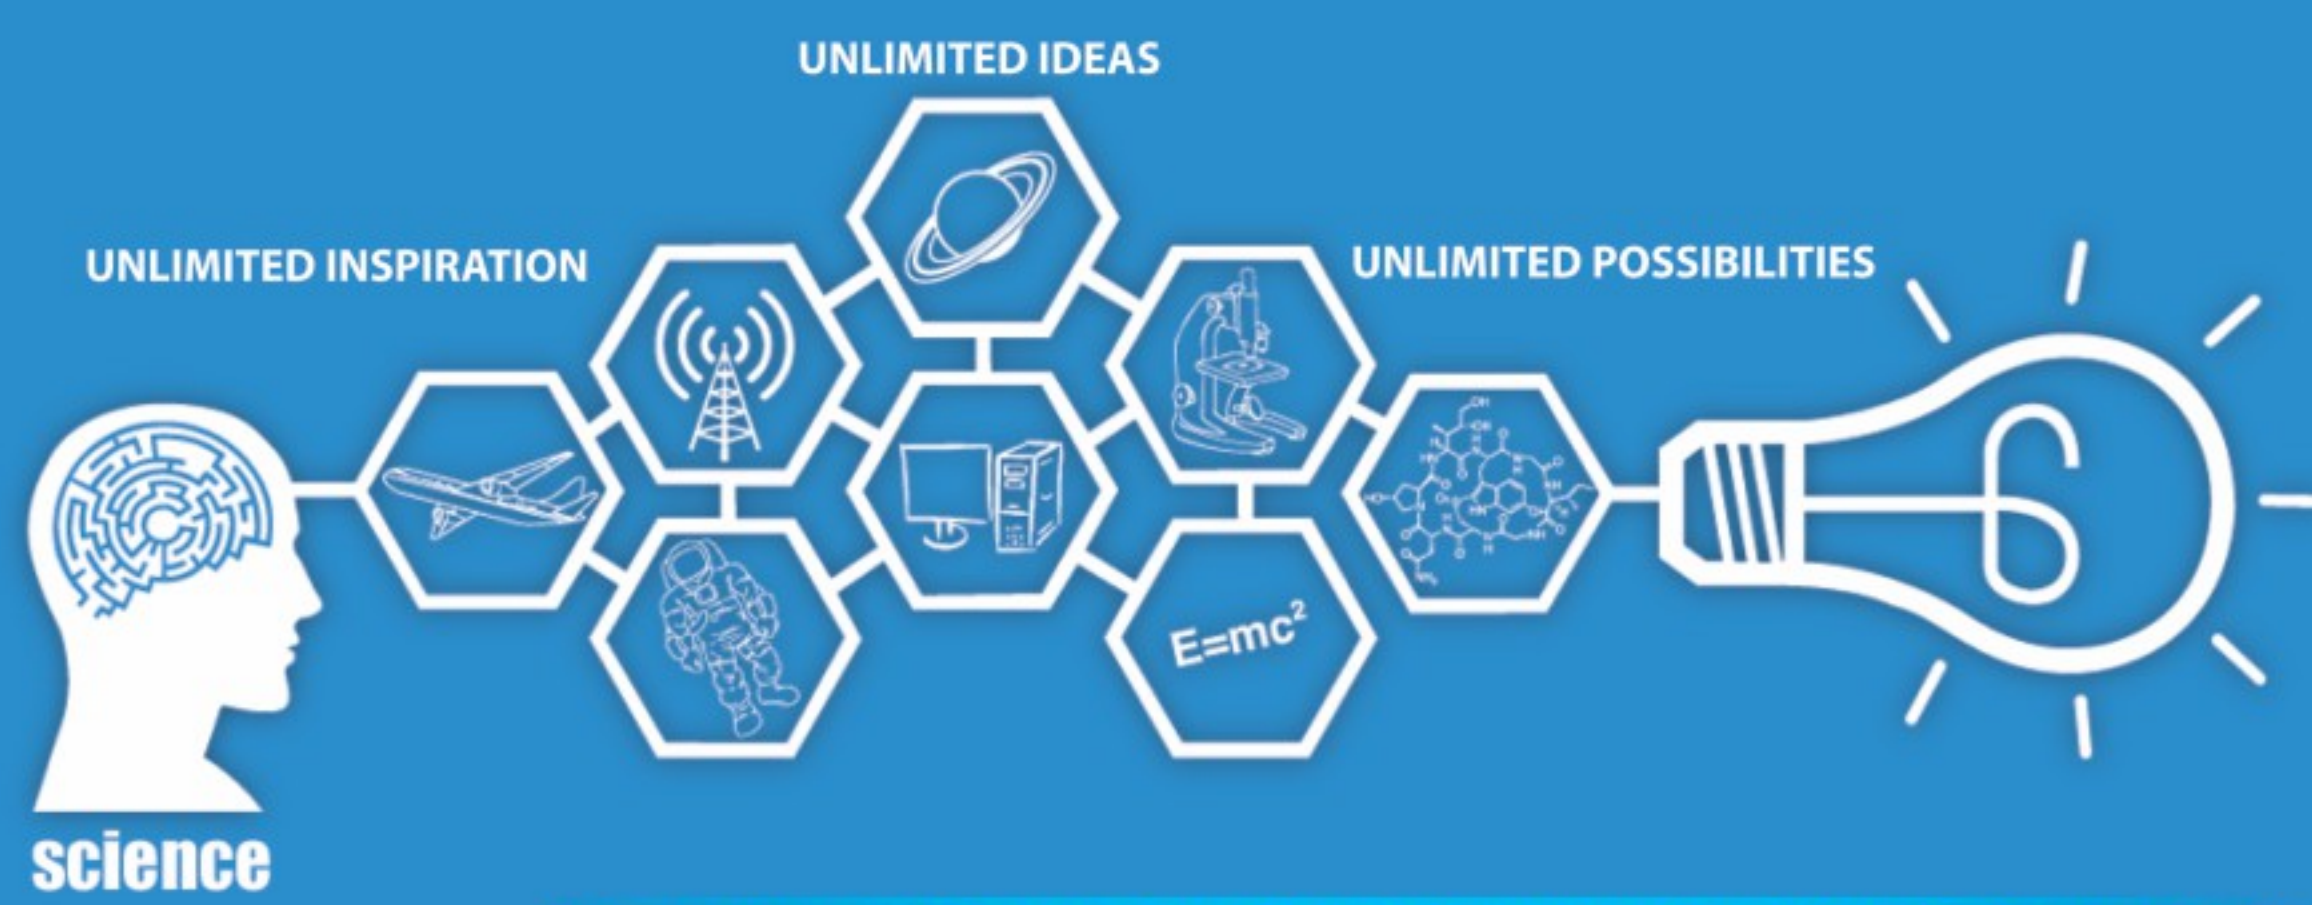 UNLIMITED IDEAS
UNLIMITED INSPIRATION
UNLIMITED POSSIBILITIES
E=mc²
science